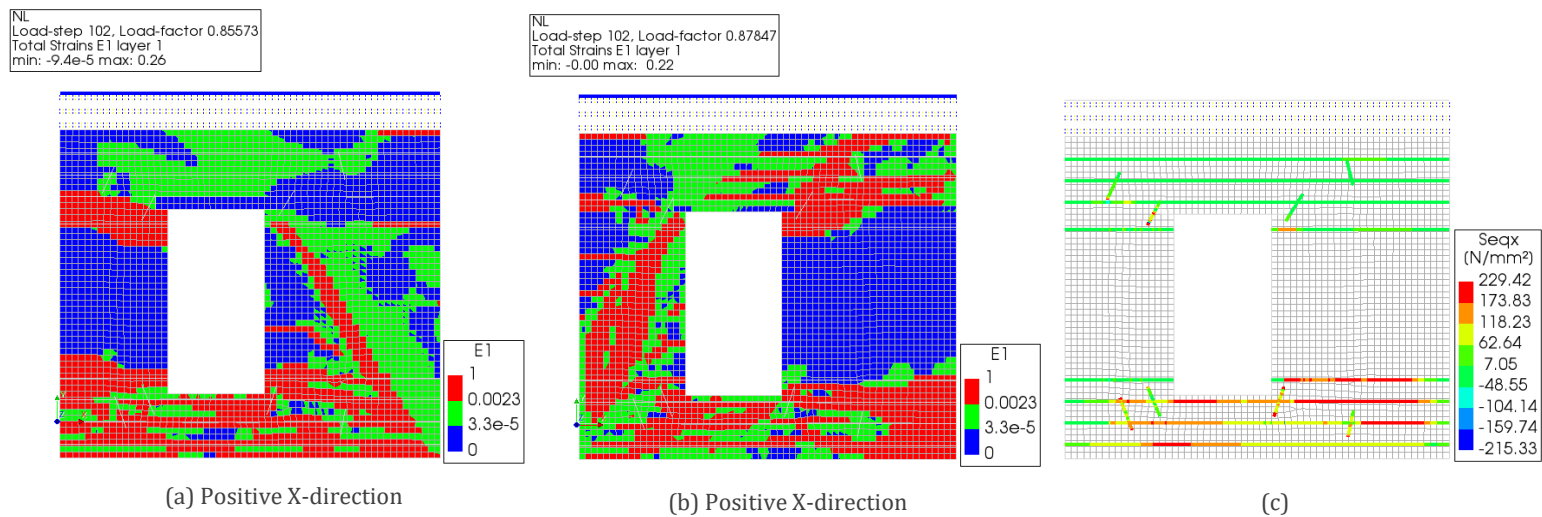 NL
Load-step 102, Load-factor 0.85573
Total Strains E1 layer 1
min: -9.4e-5 max: 0.26
NL
Load-step 102, Load-factor 0.87847
Total Strains E1 layer 1
min: -0.00 max: 0.22
E1
1
0.0023
3.3e-5
0
E1
1
0.0023
3.3e-5
0
Seqx
(N/mm²)
229.42
173.83
118.23
62.64
7.05
-48.55
-104.14
-159.74
-215.33
(a) Positive X-direction
(b) Positive X-direction
(c)